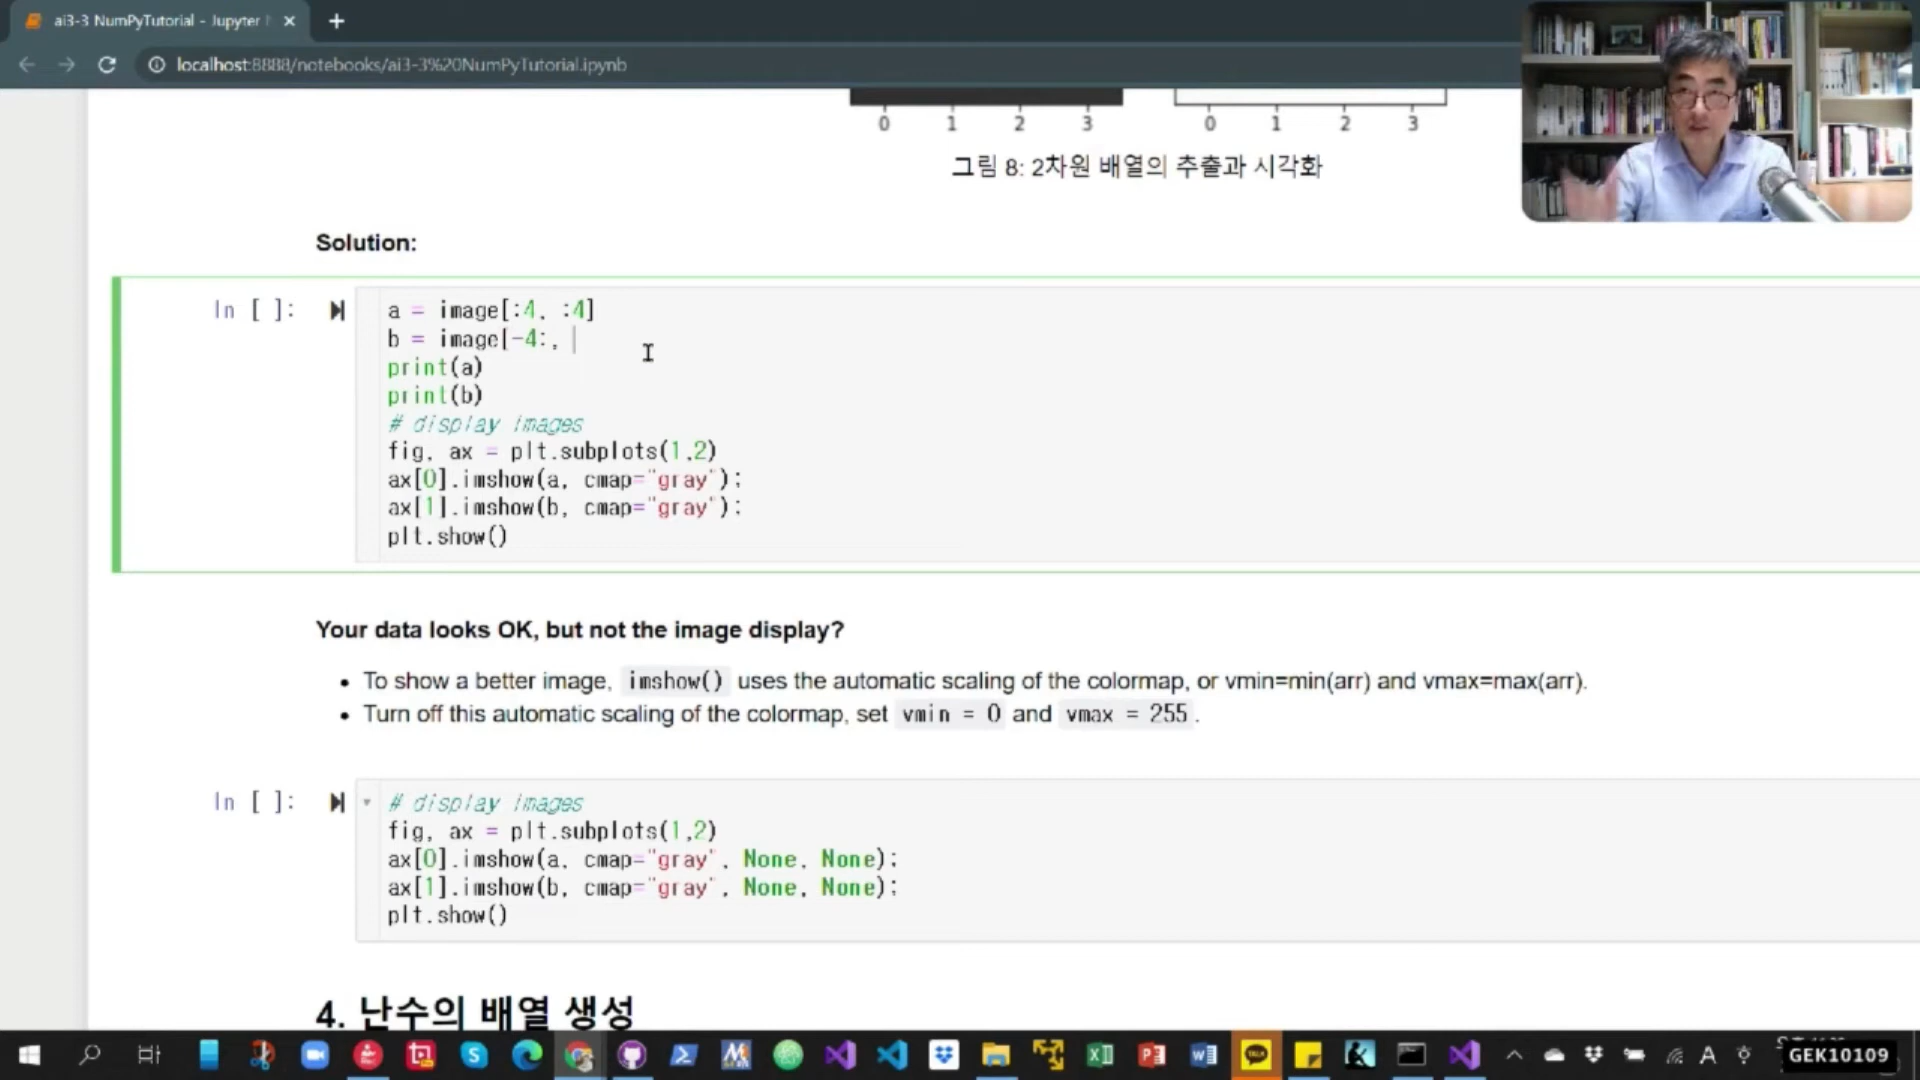 ai3-3 NumPyTutorial - Jupyter
localhost:8888/notebooks/ai3-3%20NumPyTutorial.ipynb
0 1 2 3 0 1 2 3
그림 8: 2차원 배열의 추출과 시각화
Solution:
In [ ]:
a = image[:4, :4]
b = image[-4:,
print(a)
print(b)
# display images
fig, ax = plt.subplots(1,2)
ax[0].imshow(a, cmap="gray");
ax[1].imshow(b, cmap="gray");
plt.show()
Your data looks OK, but not the image display?
• To show a better image, imshow() uses the automatic scaling of the colormap, or vmin=min(arr) and vmax=max(arr).
• Turn off this automatic scaling of the colormap, set vmin = 0 and vmax = 255 .
In [ ]:
# display images
fig, ax = plt.subplots(1,2)
ax[0].imshow(a, cmap="gray", None, None);
ax[1].imshow(b, cmap="gray", None, None);
plt.show()
4. 난수의 배열 생성
A
GEK10109